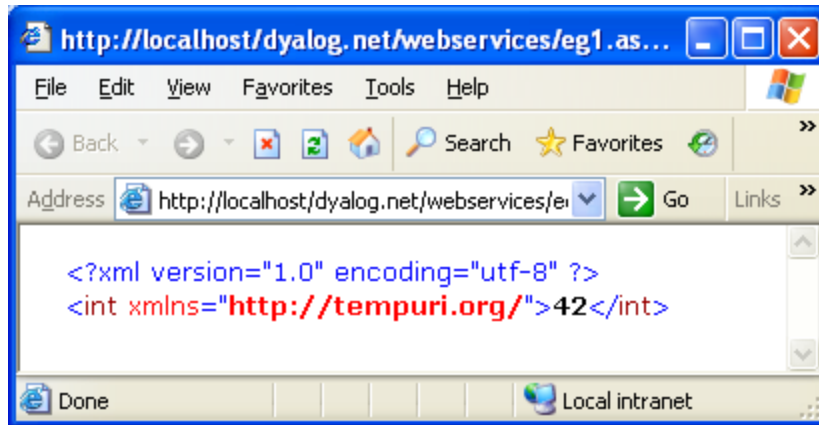 http://localhost/dyalog.net/webservices/eg1.as...
File Edit View Favorites Tools Help
Back Search Favorites »
Address http://localhost/dyalog.net/webservices/e Go Links »
<?xml version="1.0" encoding="utf-8" ?>
<int xmlns="http://tempuri.org/">42</int>
Done Local intranet